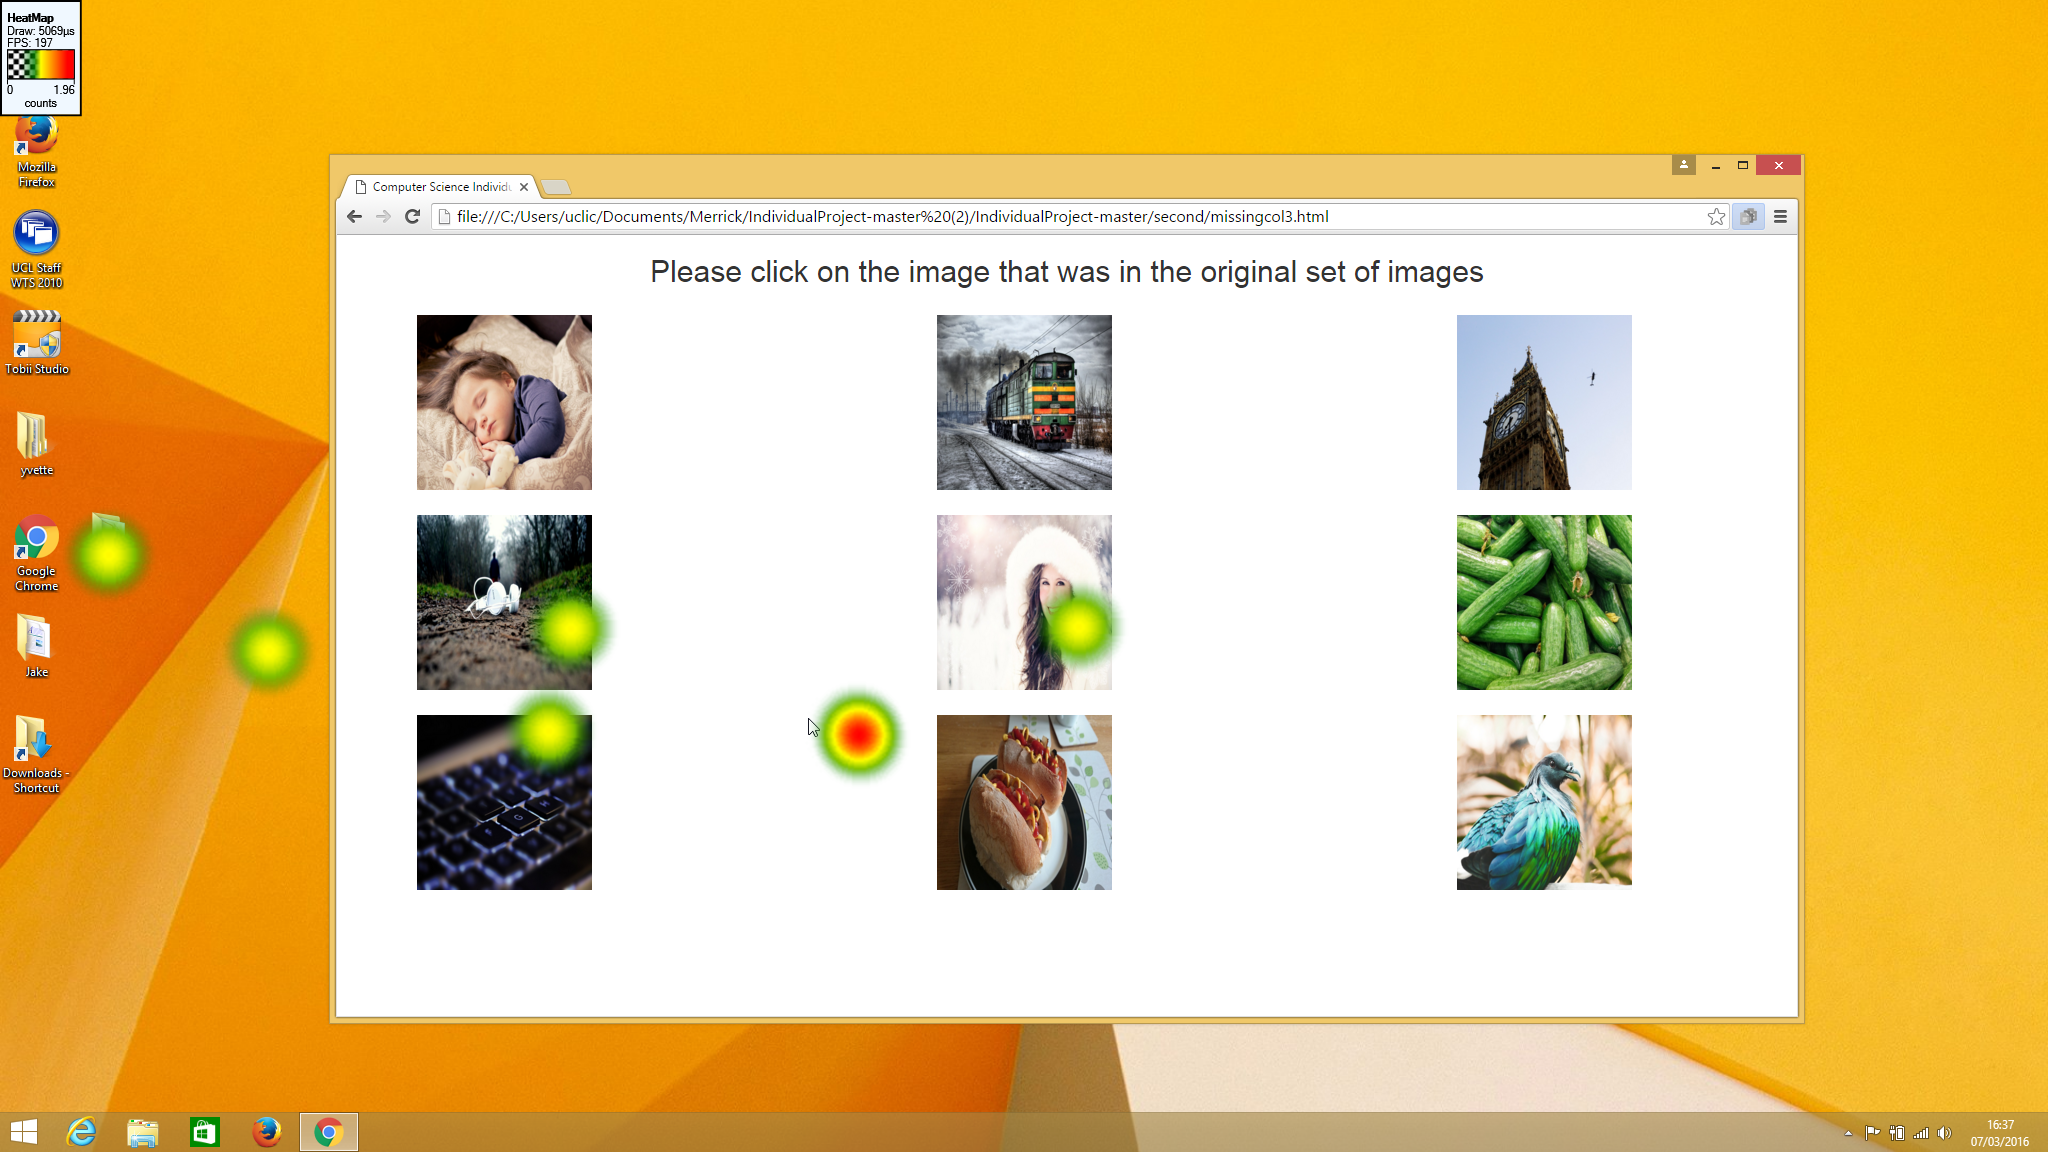 HeatMap
Draw: 5069µs
FPS: 197
0 1.96
counts
Mozilla
Firefox
UCL Staff
WTS 2010
Tobii Studio
yvette
Google
Chrome
Jake
Downloads -
Shortcut
Computer Science Individu
file:///C:/Users/uclic/Documents/Merrick/IndividualProject-master%20(2)/IndividualProject-master/second/missingcol3.html
Please click on the image that was in the original set of images
16:37
07/03/2016